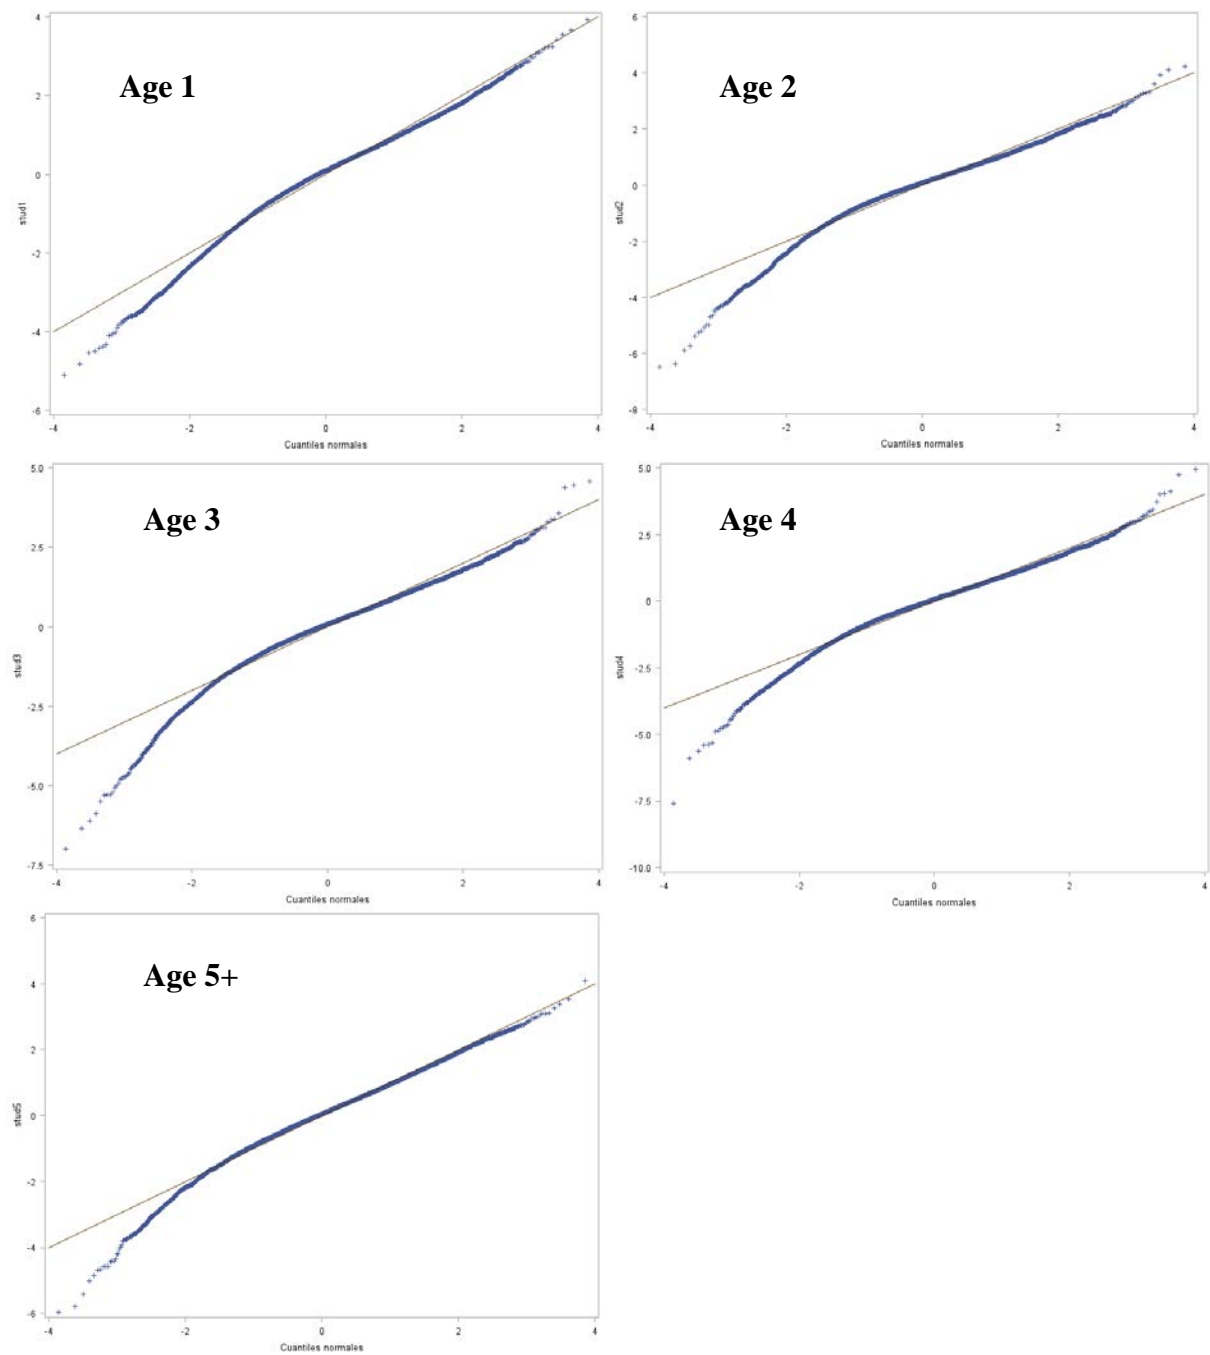 4
2
0
-2
-4
-6
stud1
Age 1
-4 -2 0 2 4
Cuantiles normales
6
4
2
0
-2
-4
-6
-8
stud2
Age 2
-4 -2 0 2 4
Cuantiles normales
5.0
2.5
0
-2.5
-5.0
-7.5
stud3
Age 3
-4 -2 0 2 4
Cuantiles normales
5.0
2.5
0
-2.5
-5.0
-7.5
-10.0
stud4
Age 4
-4 -2 0 2 4
Cuantiles normales
6
4
2
0
-2
-4
-6
stud5
Age 5+
-4 -2 0 2 4
Cuantiles normales